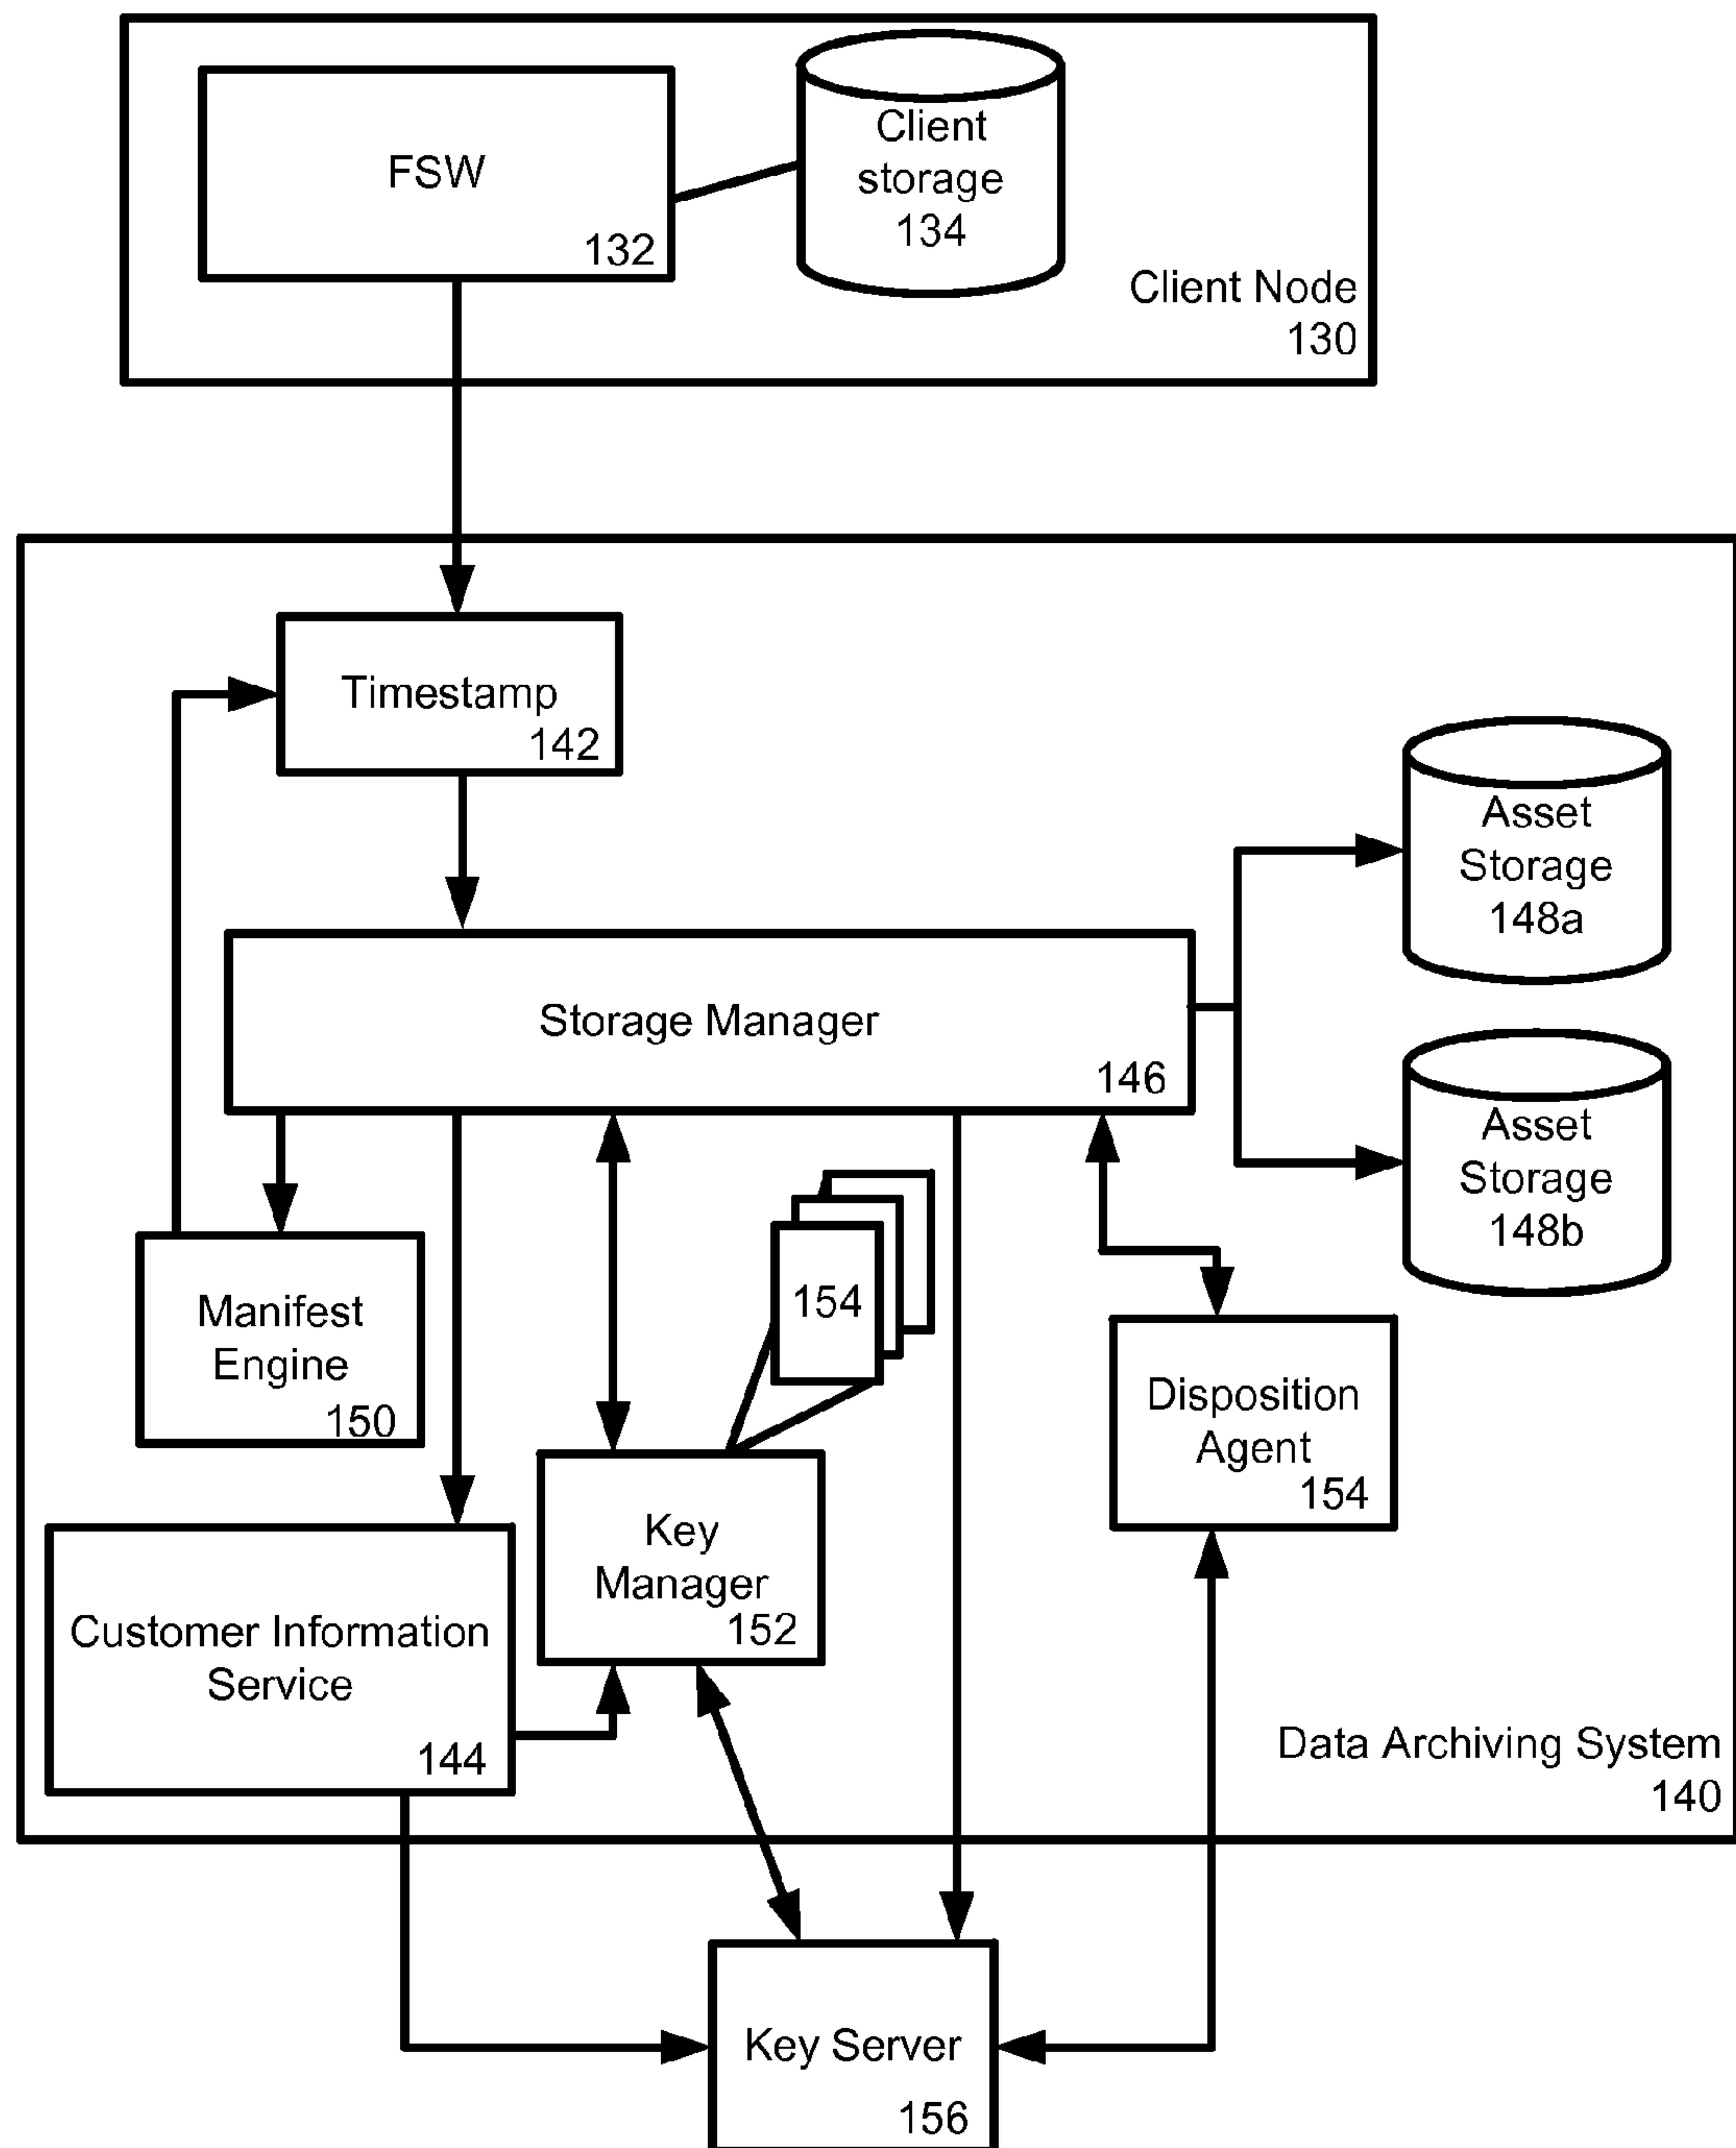 FSW
132
Client
storage
134
Client Node
130
Timestamp
142
Asset
Storage
148a
Storage Manager
146
Asset
Storage
148b
Manifest
Engine
150
154
Disposition
Agent
154
Key
Manager
152
Customer Information
Service
144
Data Archiving System
140
Key Server
156